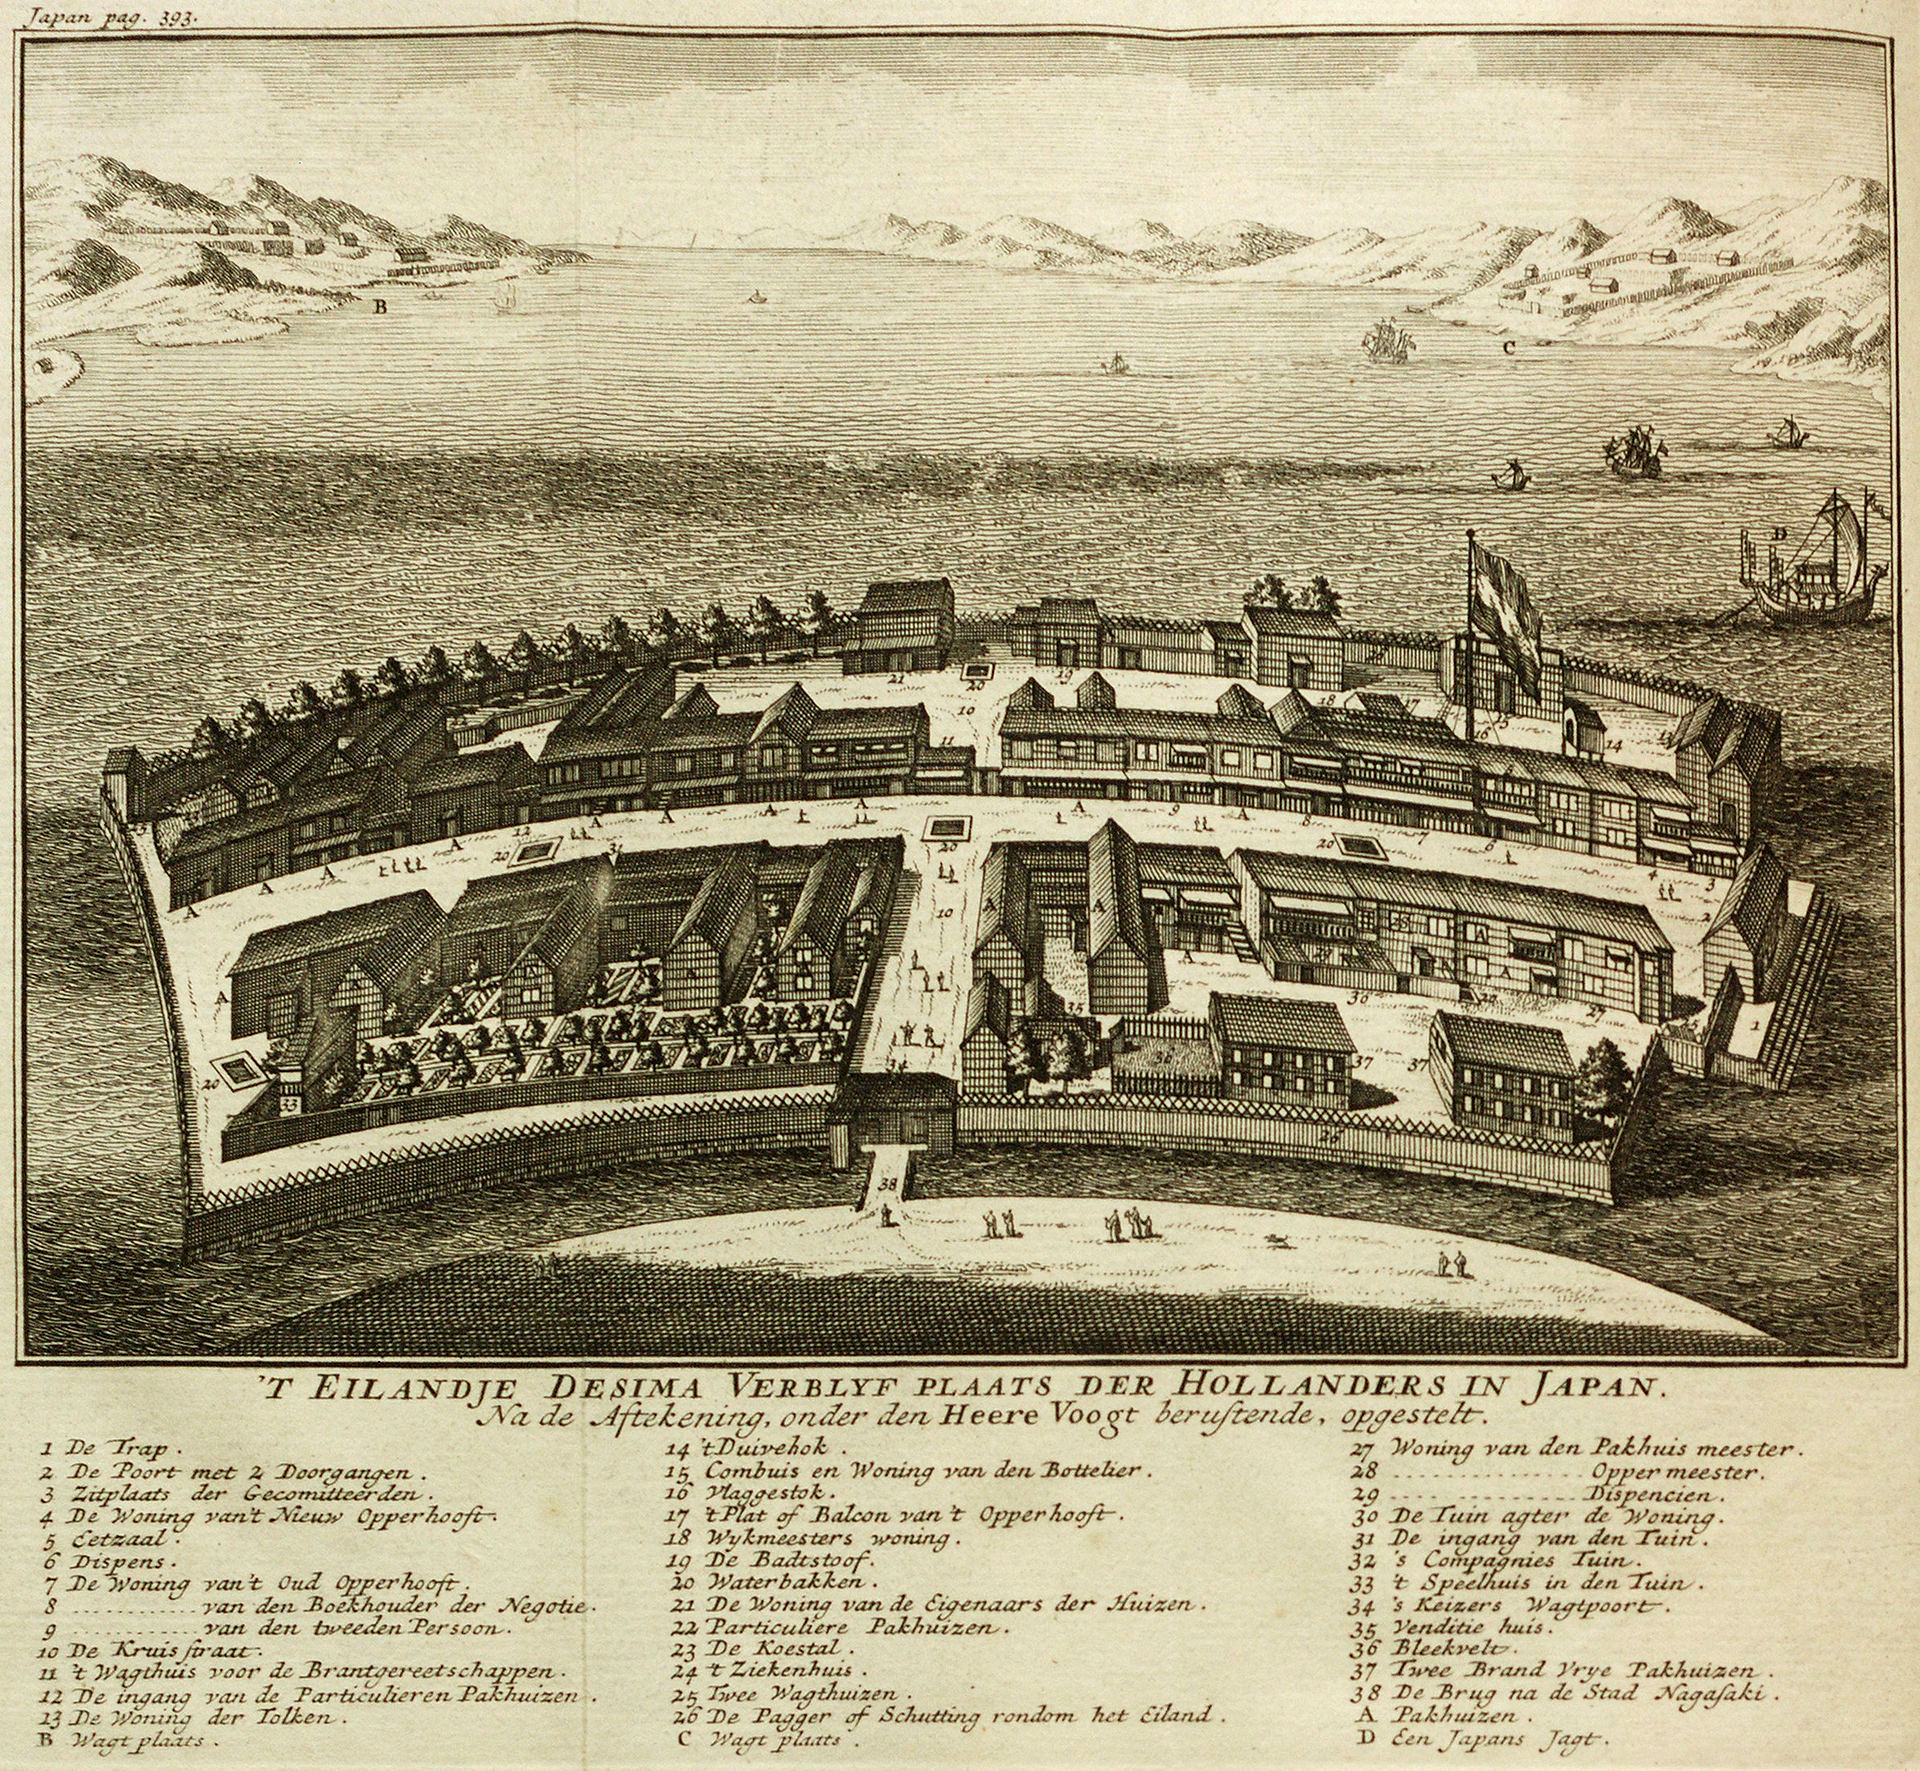 Japan pag. 393.
'T EILANDJE DESIMA VERBLYF PLAATS DER HOLLANDERS IN JAPAN.
Na de Aftekening, onder den Heere Voogt berustende, opgestelt.
1 De Trap.
2 De Poort met 2 Doorgangen.
3 Zitplaats der Gecomitteerden.
4 De Woning van't Nieuw Opperhooft.
5 Eetzaal.
6 Dispens.
7 De Woning van't Oud Opperhooft.
8 ............ van den Boekhouder der Negotie.
9 ............ van den tweeden Persoon.
10 De Kruis straat.
11 't Wagthuis voor de Brantgereetschappen.
12 De ingang van de Particulieren Pakhuizen.
13 De Woning der Tolken.
B Wagt plaats.
14 't Duivehok.
15 Combuis en Woning van den Bottelier.
16 Vlaggestok.
17 't Plat of Balcon van't Opperhooft.
18 Wykmeesters woning.
19 De Badtstoof.
20 Waterbakken.
21 De Woning van de Eigenaars der Huizen.
22 Particuliere Pakhuizen.
23 De Koestal.
24 't Ziekenhuis.
25 Twee Wagthuizen.
26 De Pagger of Schutting rondom het Eiland.
C Wagt plaats.
27 Woning van den Pakhuis meester.
28 .................. Opper meester.
29 .................. Dispencien.
30 De Tuin agter de Woning.
31 De ingang van den Tuin.
32 's Compagnies Tuin.
33 't Speelhuis in den Tuin.
34 's Keizers Wagtpoort.
35 Venditie huis.
36 Bleekvelt.
37 Twee Brand Vrye Pakhuizen.
38 De Brug na de Stad Nagasaki.
A Pakhuizen.
D Een Japans Jagt.